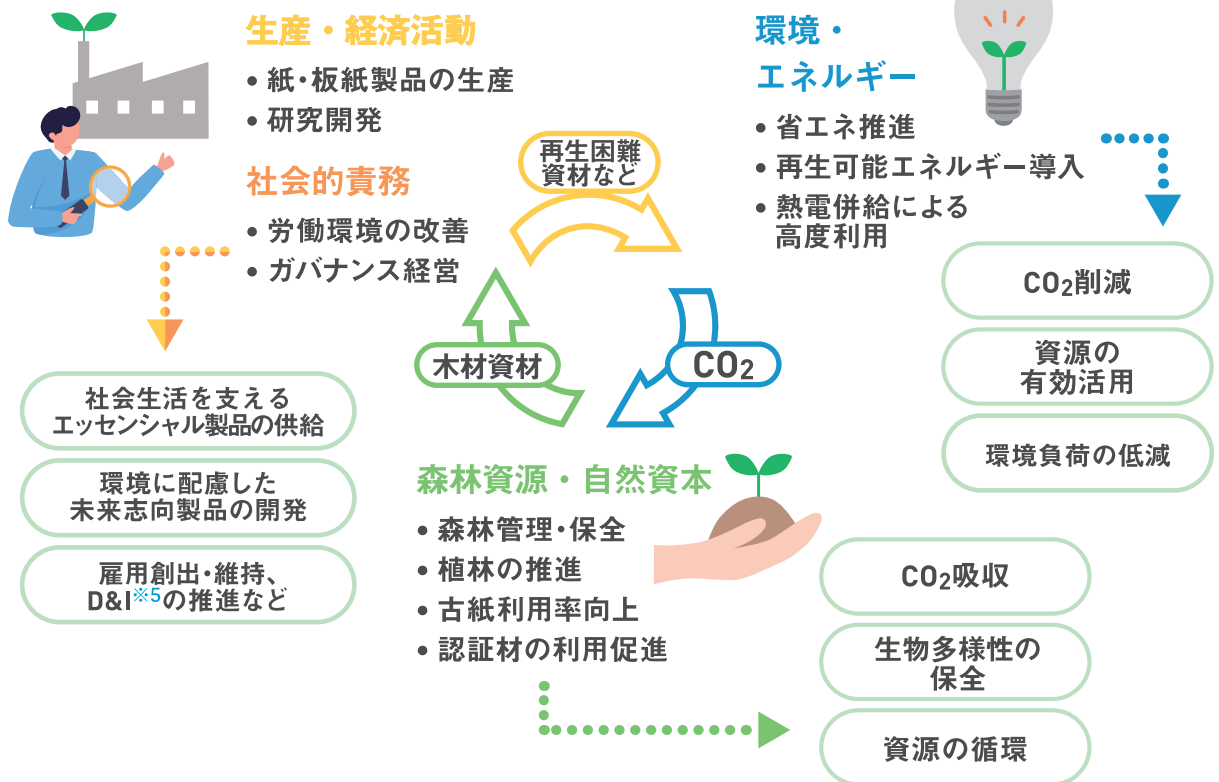 生産・経済活動
• 紙・板紙製品の生産
• 研究開発
社会的責務
• 労働環境の改善
• ガバナンス経営
社会生活を支える
エッセンシャル製品の供給
環境に配慮した
未来志向製品の開発
雇用創出・維持、
D&I※5の推進など
再生困難
資材など
木材資材
CO₂
環境・
エネルギー
• 省エネ推進
• 再生可能エネルギー導入
• 熱電併給による
高度利用
CO₂削減
資源の
有効活用
環境負荷の低減
森林資源・自然資本
• 森林管理・保全
• 植林の推進
• 古紙利用率向上
• 認証材の利用促進
CO₂吸収
生物多様性の
保全
資源の循環